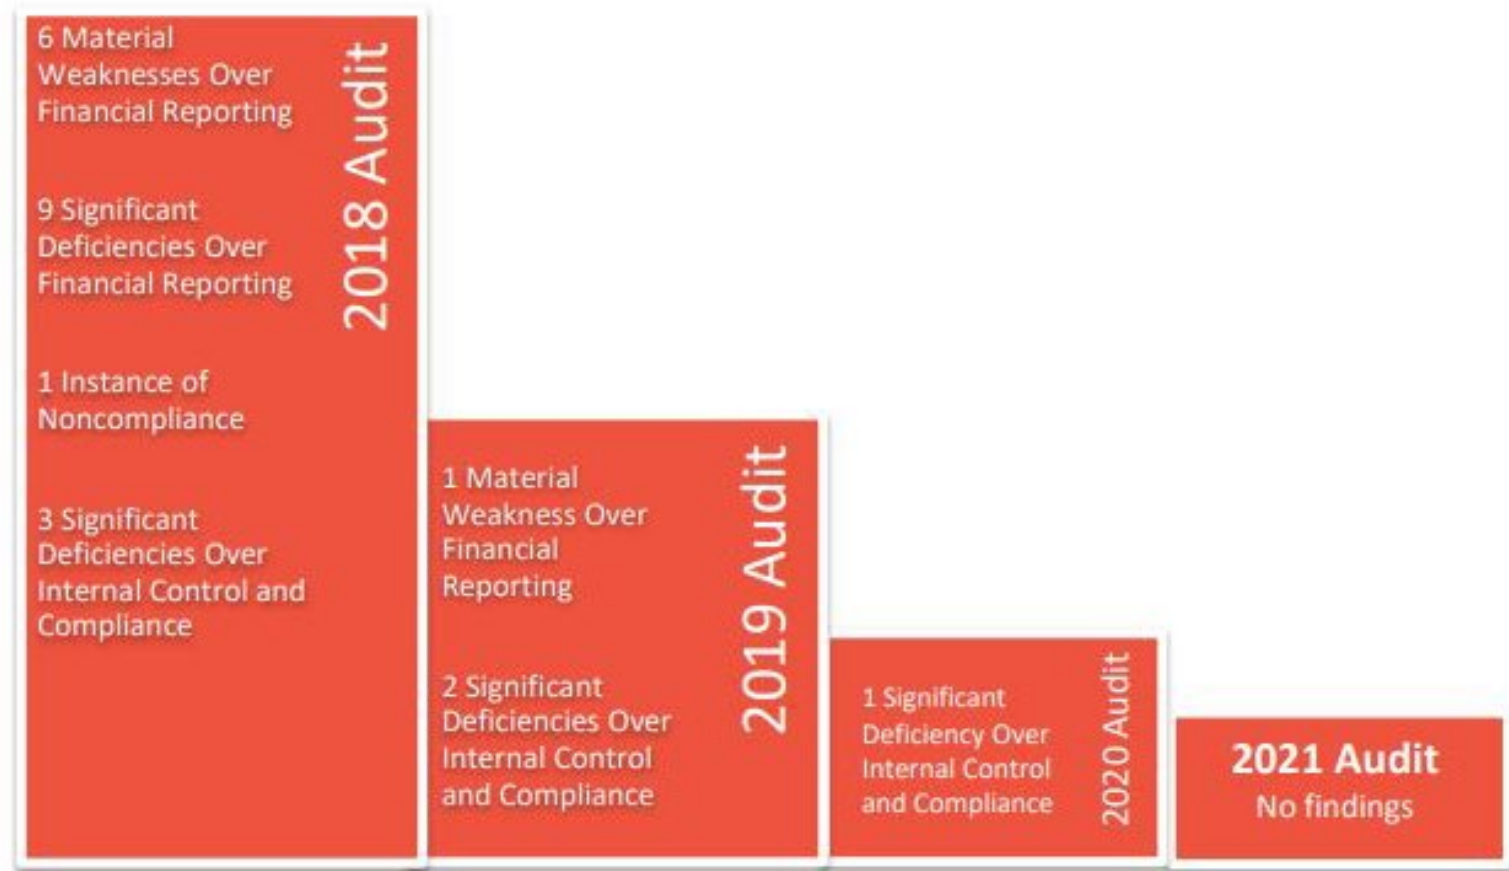 6 Material
Weaknesses Over
Financial Reporting
9 Significant
Deficiencies Over
Financial Reporting
1 Instance of
Noncompliance
3 Significant
Deficiencies Over
Internal Control and
Compliance
2018 Audit
1 Material
Weakness Over
Financial
Reporting
2 Significant
Deficiencies Over
Internal Control
and Compliance
2019 Audit
1 Significant
Deficiency Over
Internal Control
and Compliance
2020 Audit
2021 Audit
No findings